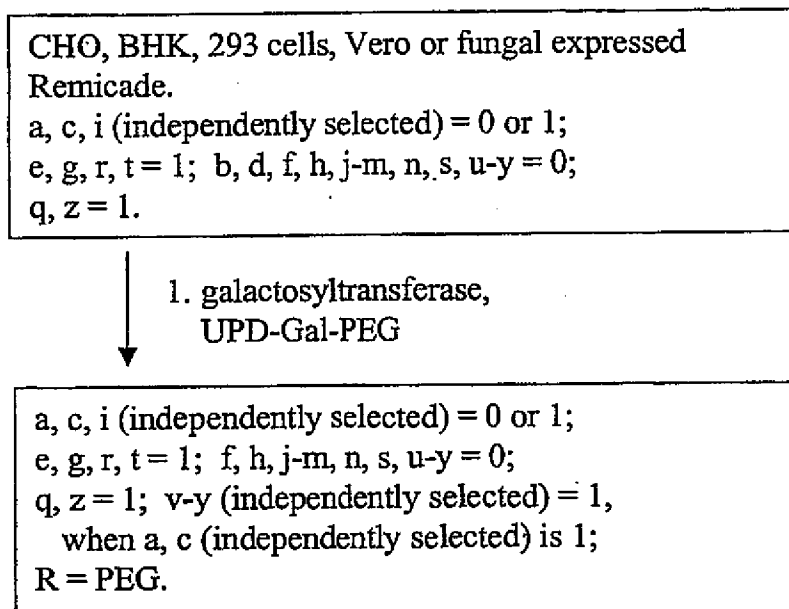 CHO, BHK, 293 cells, Vero or fungal expressed
Remicade.
a, c, i (independently selected) = 0 or 1;
e, g, r, t = 1; b, d, f, h, j-m, n, s, u-y = 0;
q, z = 1.
1. galactosyltransferase,
UPD-Gal-PEG
a, c, i (independently selected) = 0 or 1;
e, g, r, t = 1; f, h, j-m, n, s, u-y = 0;
q, z = 1; v-y (independently selected) = 1,
when a, c (independently selected) is 1;
R = PEG.